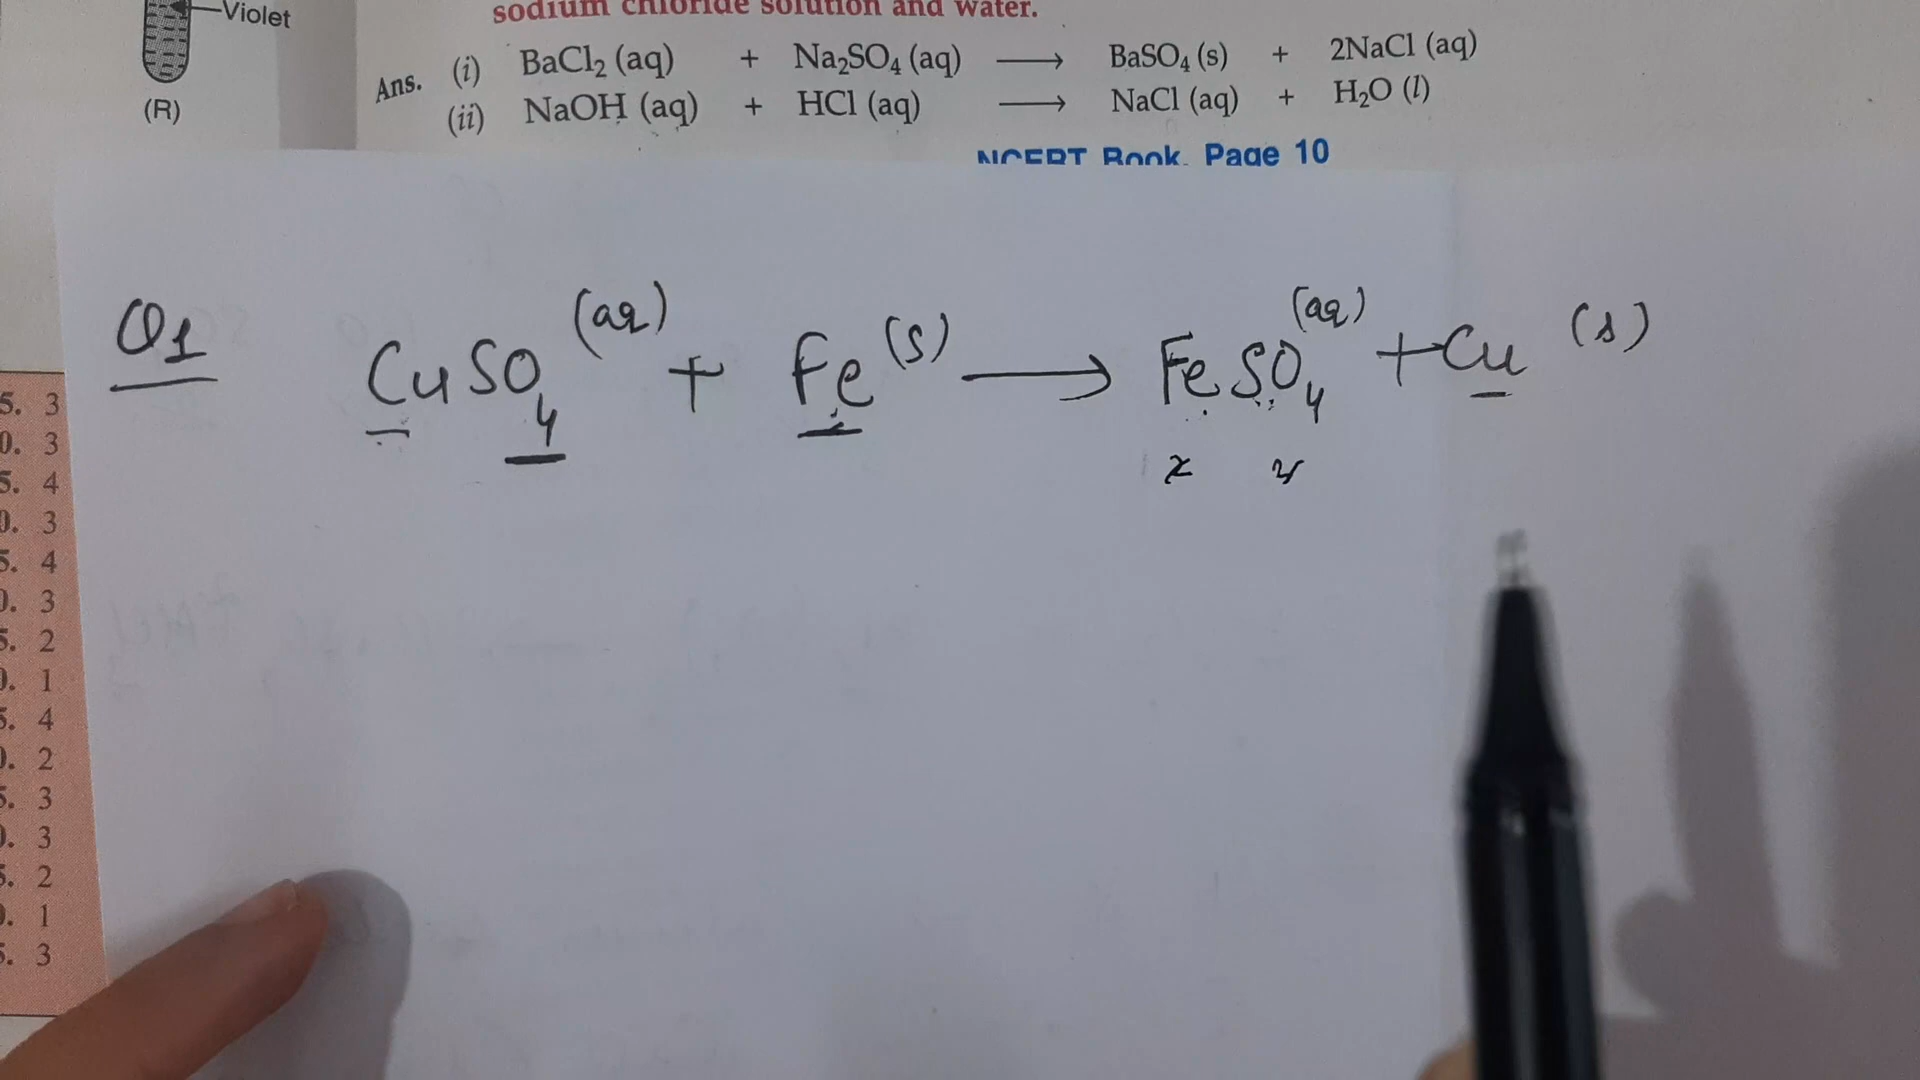 Violet
(R)
sodium chloride solution and water.
Ans. (i) BaCl₂ (aq) + Na₂SO₄ (aq) ⟶ BaSO₄ (s) + 2NaCl (aq)
(ii) NaOH (aq) + HCl (aq) ⟶ NaCl (aq) + H₂O (l)
NCERT Book, Page 10
Q1 CuSO₄ (aq) + Fe (s) ⟶ FeSO₄ (aq) + Cu (s)
x y
5. 3
0. 3
5. 4
0. 3
5. 4
0. 3
5. 2
0. 1
5. 4
0. 2
5. 3
0. 3
5. 2
0. 1
5. 3